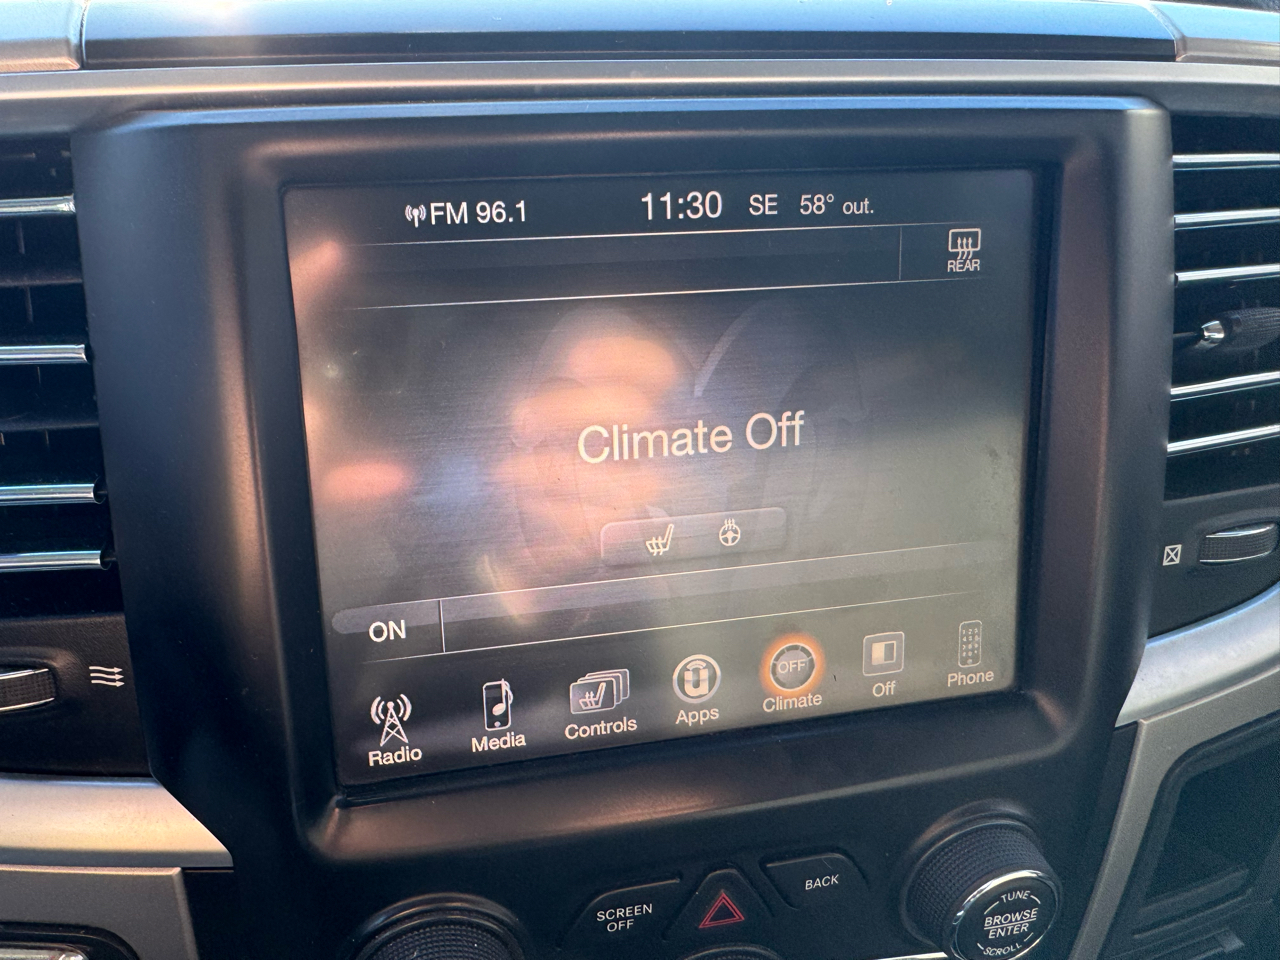 FM 96.1
11:30 SE 58° out.
REAR
Climate Off
ON
Radio
Media
Controls
Apps
OFF
Climate
Off
Phone
SCREEN
OFF
BACK
TUNE
BROWSE
ENTER
SCROLL